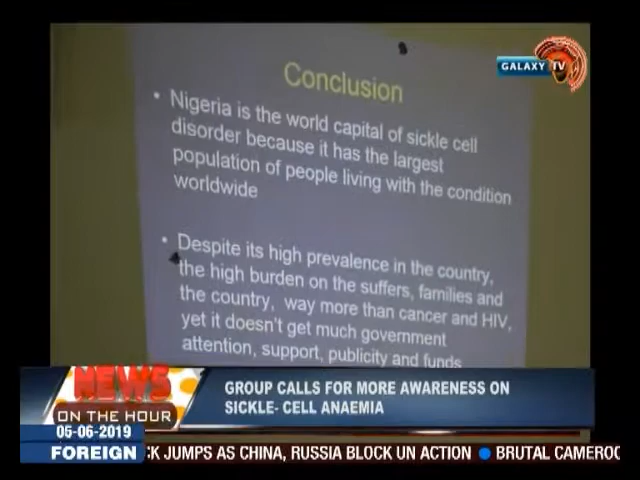 GALAXY TV
Conclusion
• Nigeria is the world capital of sickle cell
disorder because it has the largest
population of people living with the condition
worldwide
• Despite its high prevalence in the country,
the high burden on the suffers, families and
the country, way more than cancer and HIV,
yet it doesn't get much government
attention, support, publicity and funds
NEWS
ON THE HOUR
GROUP CALLS FOR MORE AWARENESS ON
SICKLE- CELL ANAEMIA
05-06-2019
FOREIGN
CK JUMPS AS CHINA, RUSSIA BLOCK UN ACTION ● BRUTAL CAMEROO